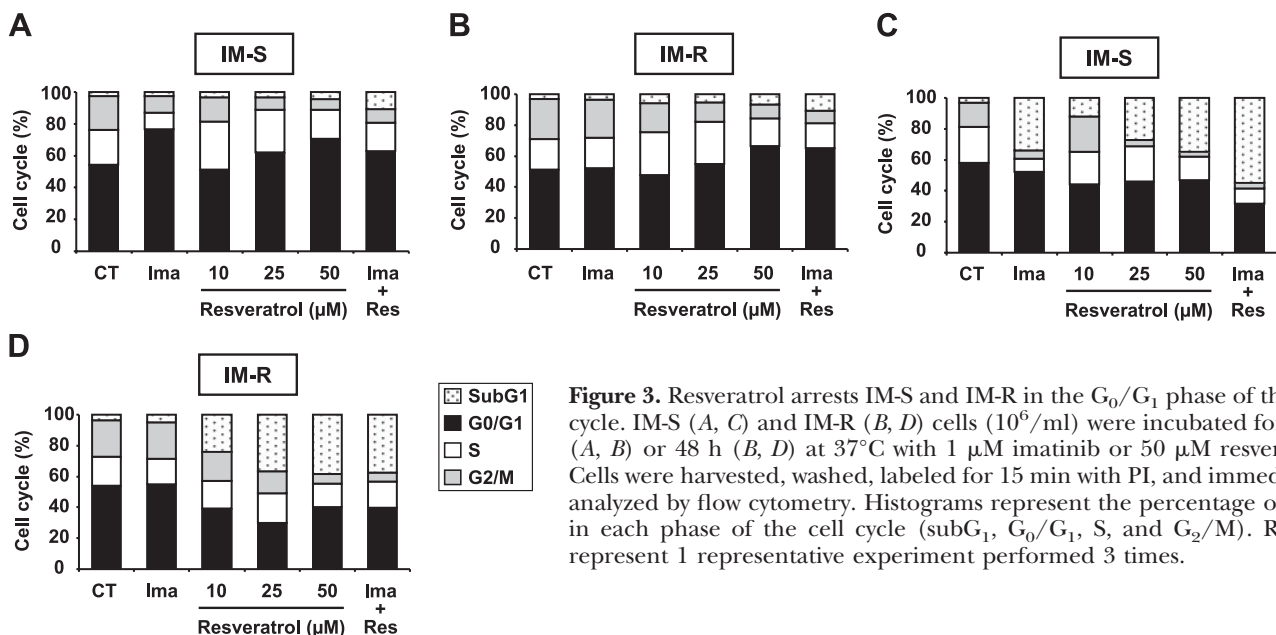 A
IM-S
Cell cycle (%)
100
80
60
40
20
0
CT Ima 10 25 50 Ima + Res
Resveratrol (µM)
B
IM-R
Cell cycle (%)
100
80
60
40
20
0
CT Ima 10 25 50 Ima + Res
Resveratrol (µM)
C
IM-S
Cell cycle (%)
100
80
60
40
20
0
CT Ima 10 25 50 Ima + Res
Resveratrol (µM)
D
IM-R
Cell cycle (%)
100
80
60
40
20
0
CT Ima 10 25 50 Ima + Res
Resveratrol (µM)
SubG1
G0/G1
S
G2/M
Figure 3. Resveratrol arrests IM-S and IM-R in the G₀/G₁ phase of th
cycle. IM-S (A, C) and IM-R (B, D) cells (10⁶/ml) were incubated for
(A, B) or 48 h (B, D) at 37°C with 1 µM imatinib or 50 µM resver
Cells were harvested, washed, labeled for 15 min with PI, and immed
analyzed by flow cytometry. Histograms represent the percentage o
in each phase of the cell cycle (subG₁, G₀/G₁, S, and G₂/M). R
represent 1 representative experiment performed 3 times.